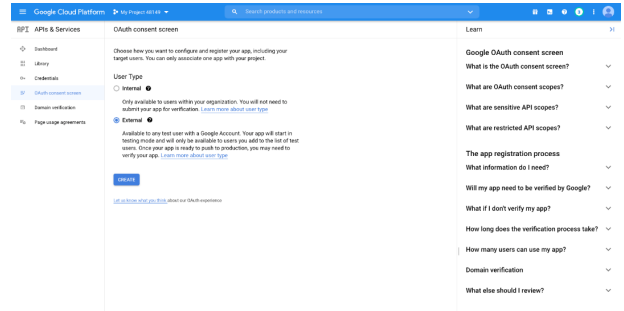 Google Cloud Platform
My Project 48149
Search products and resources
API APIs & Services
OAuth consent screen
Learn
Dashboard
Library
Credentials
OAuth consent screen
Domain verification
Page usage agreements
Choose how you want to configure and register your app, including your
target users. You can only associate one app with your project.
User Type
Internal
Only available to users within your organization. You will not need to
submit your app for verification. Learn more about user type
External
Available to any test user with a Google Account. Your app will start in
testing mode and will only be available to users you add to the list of test
users. Once your app is ready to push to production, you may need to
verify your app. Learn more about user type
CREATE
Let us know what you think about our OAuth experience
Google OAuth consent screen
What is the OAuth consent screen?
What are OAuth consent scopes?
What are sensitive API scopes?
What are restricted API scopes?
The app registration process
What information do I need?
Will my app need to be verified by Google?
What if I don't verify my app?
How long does the verification process take?
How many users can use my app?
Domain verification
What else should I review?